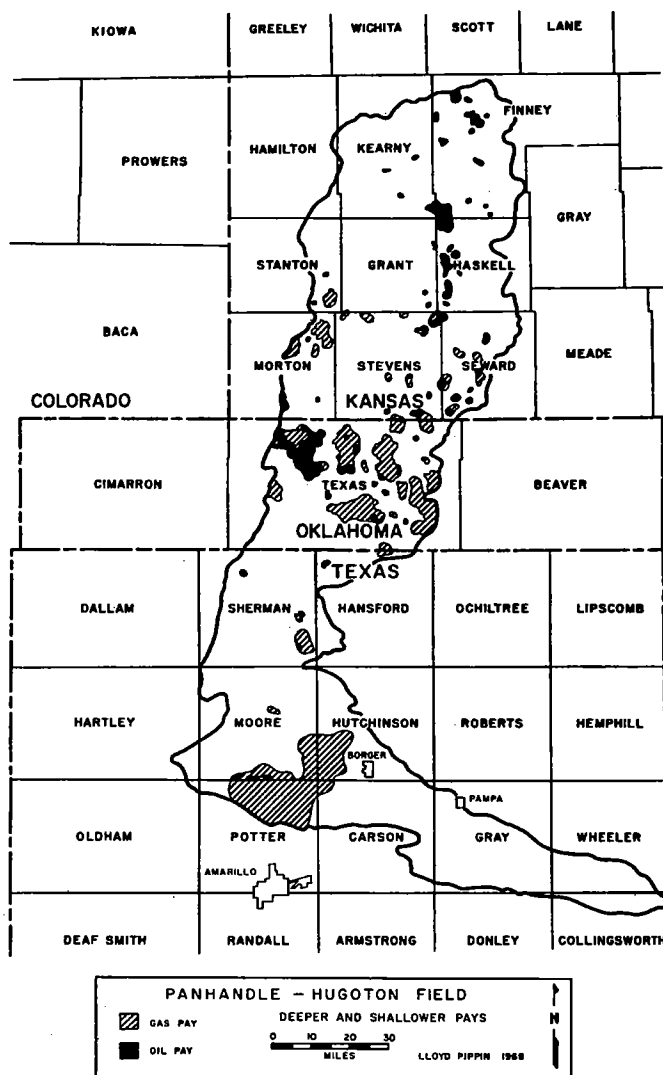 KIOWA GREELEY WICHITA SCOTT LANE
FINNEY
PROWERS HAMILTON KEARNY
GRAY
STANTON GRANT HASKELL
BACA
MORTON STEVENS SEWARD MEADE
COLORADO KANSAS
CIMARRON TEXAS BEAVER
OKLAHOMA
TEXAS
DALLAM SHERMAN HANSFORD OCHILTREE LIPSCOMB
HARTLEY MOORE HUTCHINSON ROBERTS HEMPHILL
BORGER
PAMPA
OLDHAM POTTER CARSON GRAY WHEELER
AMARILLO
DEAF SMITH RANDALL ARMSTRONG DONLEY COLLINGSWORTH
PANHANDLE – HUGOTON FIELD
GAS PAY DEEPER AND SHALLOWER PAYS N
0 10 20 30
OIL PAY MILES LLOYD PIPPIN 1968